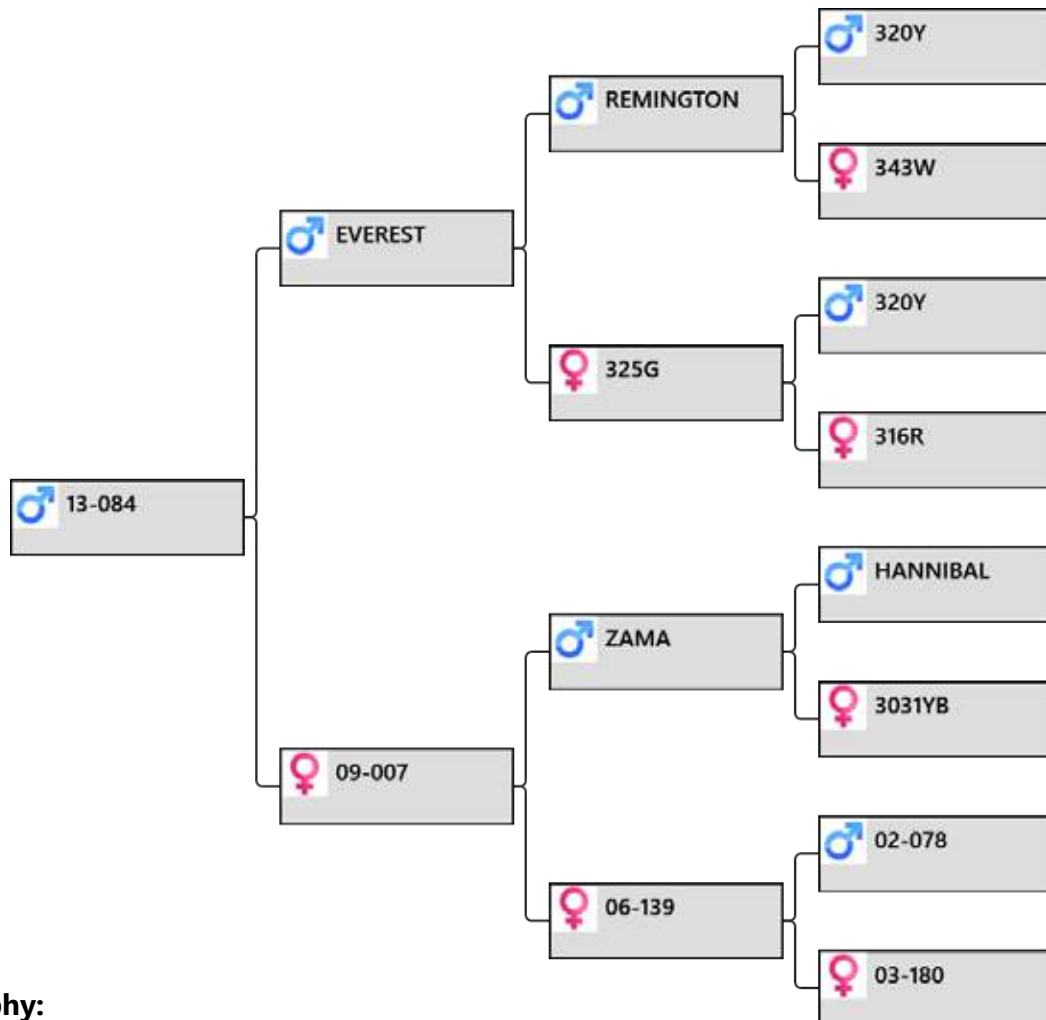 320Y
REMINGTON
343W
EVEREST
320Y
325G
316R
13-084
HANNIBAL
ZAMA
3031YB
09-007
02-078
06-139
03-180
phy: